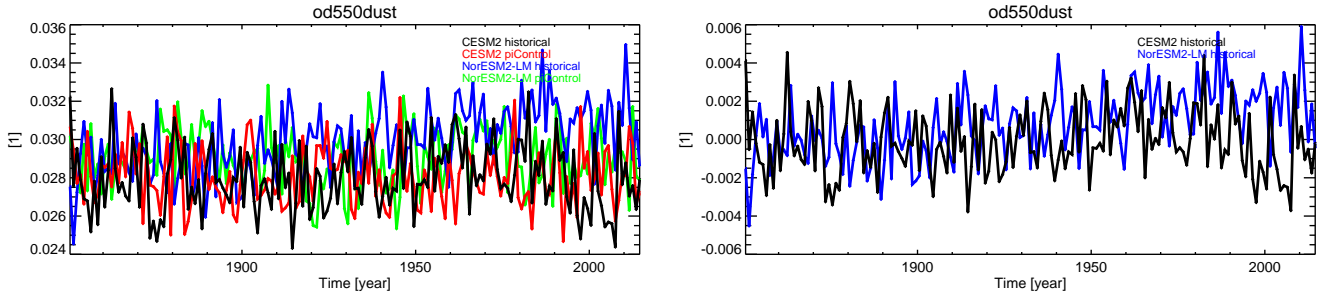 od550dust
0.036
0.034
0.032
0.030
0.028
0.026
0.024
[1]
CESM2 historical
CESM2 piControl
NorESM2-LM historical
NorESM2-LM piControl
1900
1950
2000
Time [year]
od550dust
0.006
0.004
0.002
0.000
-0.002
-0.004
-0.006
[1]
CESM2 historical
NorESM2-LM historical
1900
1950
2000
Time [year]